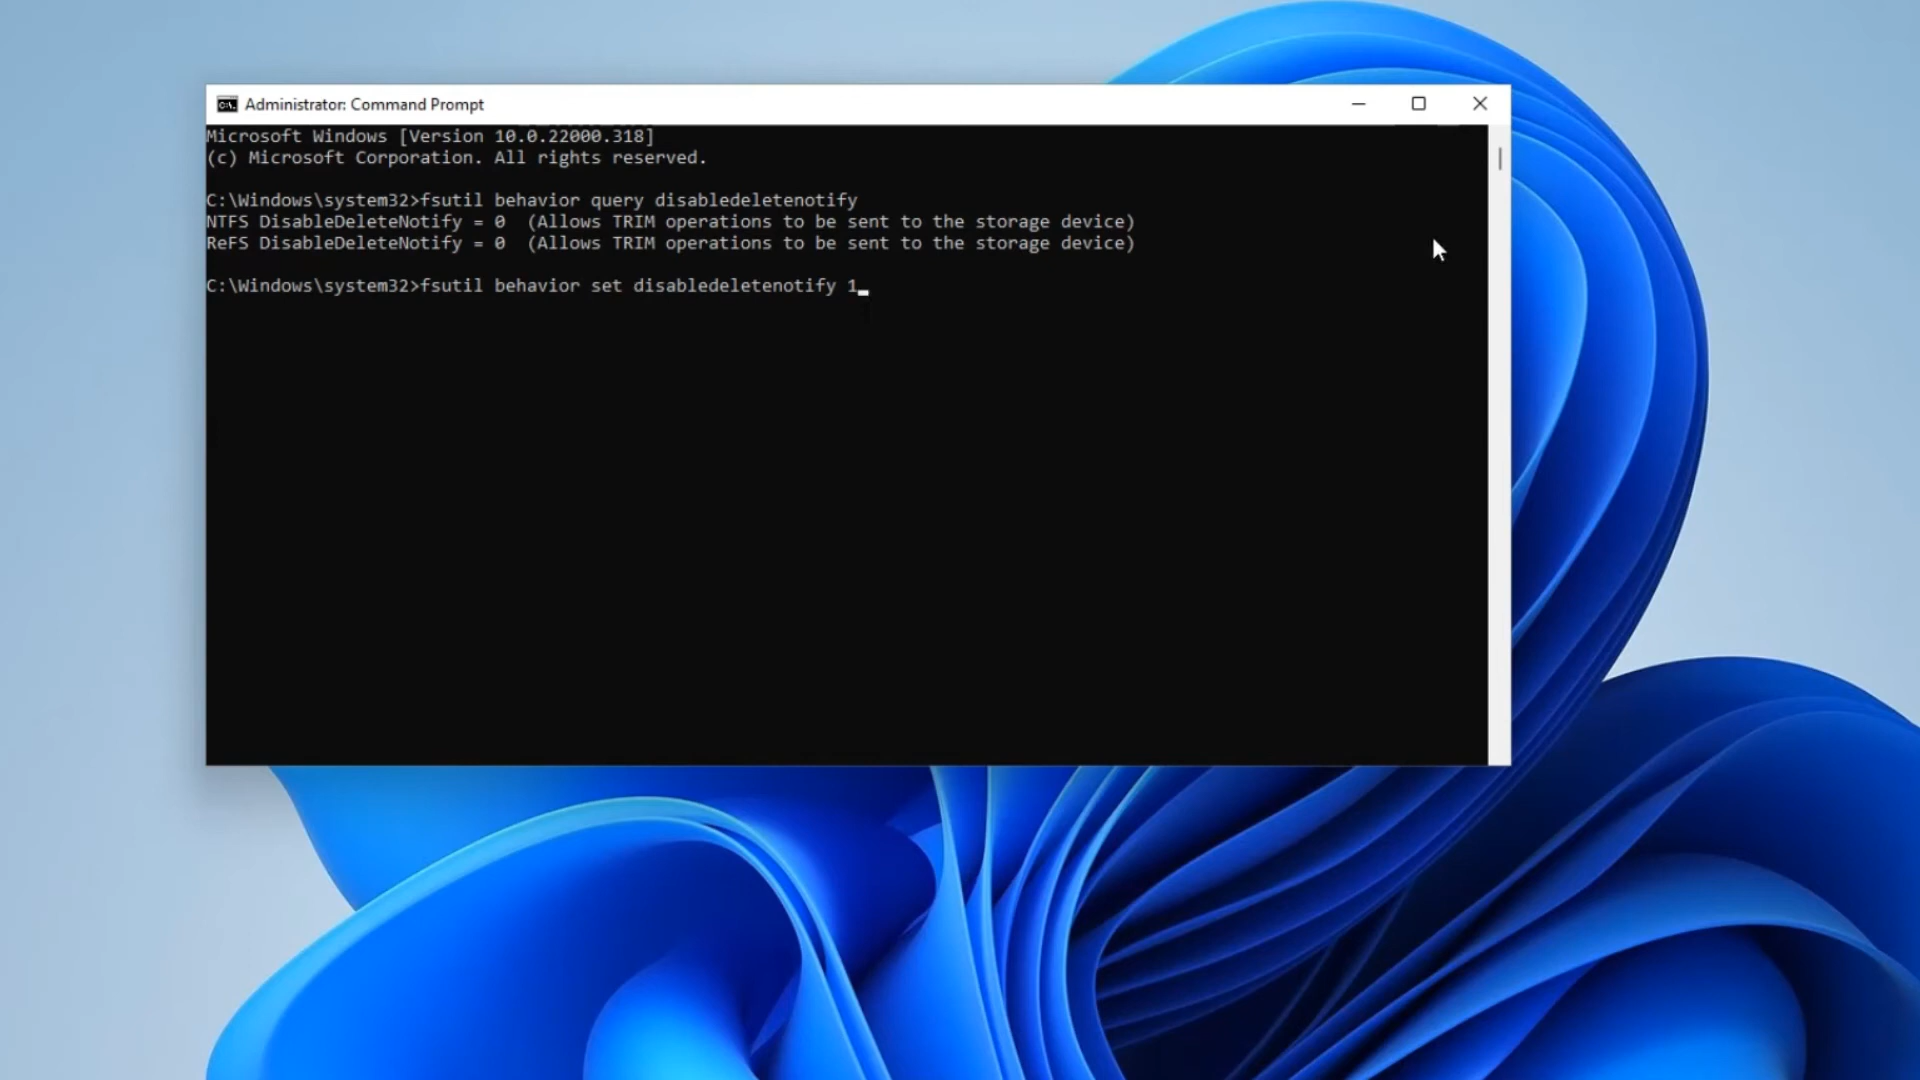 Administrator: Command Prompt
Microsoft Windows [Version 10.0.22000.318]
(c) Microsoft Corporation. All rights reserved.
C:\Windows\system32>fsutil behavior query disabledeletenotify
NTFS DisableDeleteNotify = 0  (Allows TRIM operations to be sent to the storage device)
ReFS DisableDeleteNotify = 0  (Allows TRIM operations to be sent to the storage device)
C:\Windows\system32>fsutil behavior set disabledeletenotify 1